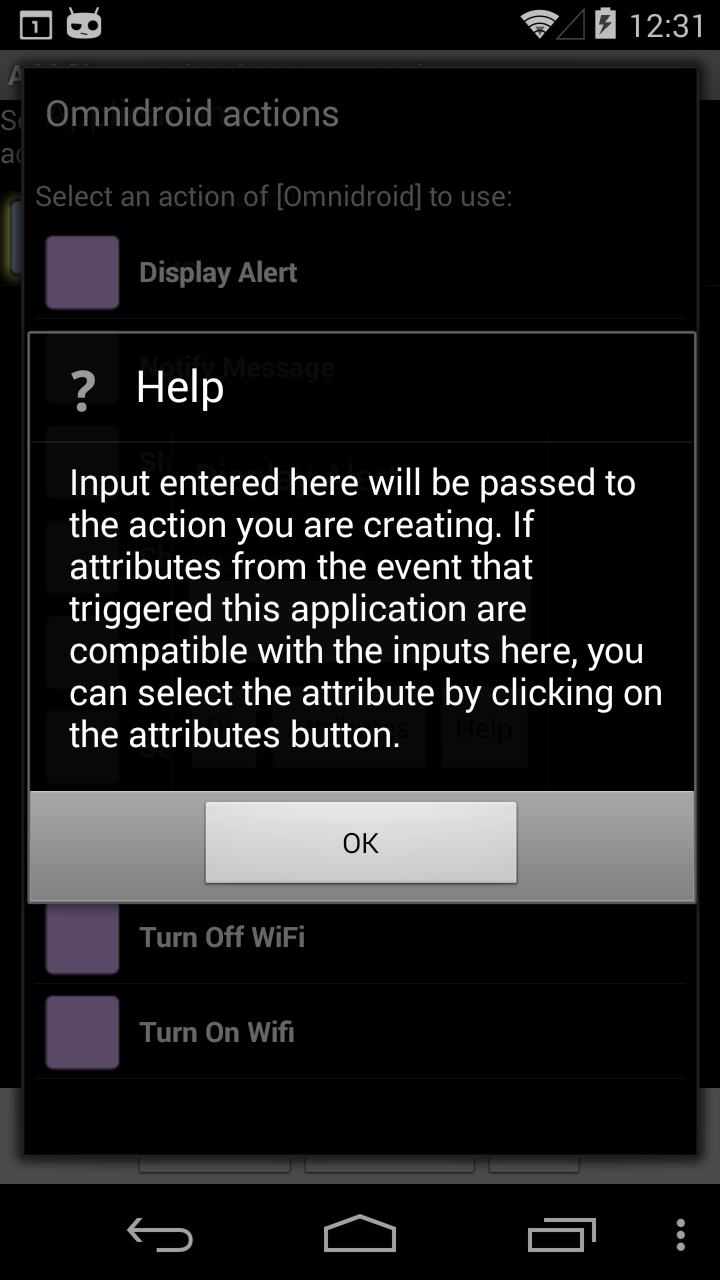 1
12:31
Omnidroid actions
Select an action of [Omnidroid] to use:
Display Alert
Notify Message
? Help
Input entered here will be passed to
the action you are creating. If
attributes from the event that
triggered this application are
compatible with the inputs here, you
can select the attribute by clicking on
the attributes button.
Help
OK
Turn Off WiFi
Turn On Wifi